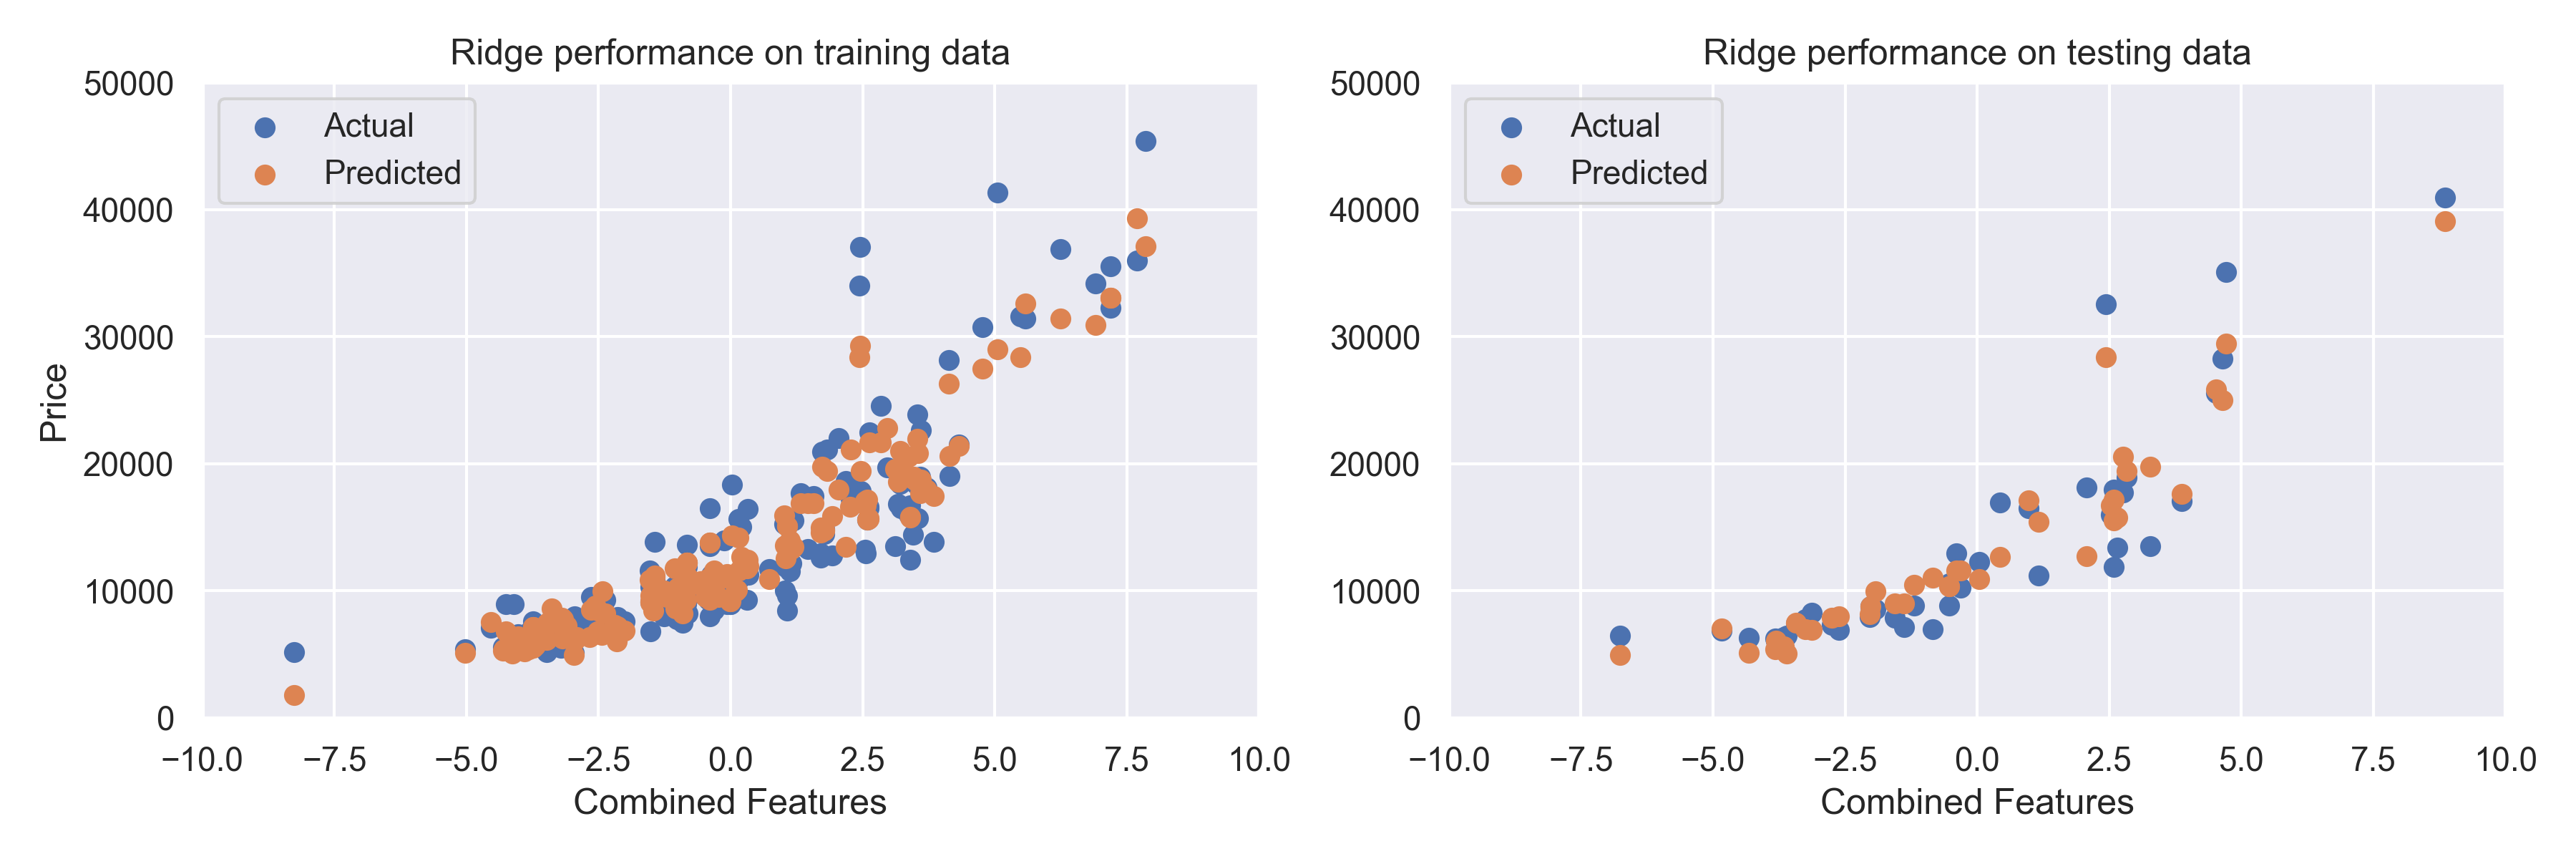 Ridge performance on training data
50000
40000
30000
20000
10000
0
Price
Actual
Predicted
−10.0 −7.5 −5.0 −2.5 0.0 2.5 5.0 7.5 10.0
Combined Features
Ridge performance on testing data
50000
40000
30000
20000
10000
0
Actual
Predicted
−10.0 −7.5 −5.0 −2.5 0.0 2.5 5.0 7.5 10.0
Combined Features